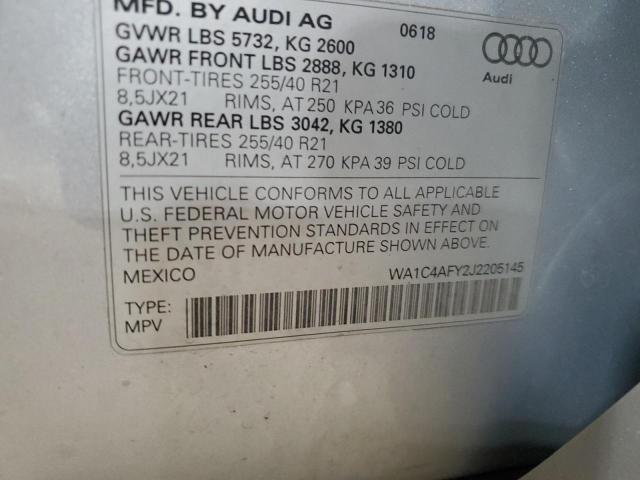 MFD. BY AUDI AG 0618
GVWR LBS 5732, KG 2600
GAWR FRONT LBS 2888, KG 1310
FRONT-TIRES 255/40 R21
8,5JX21 RIMS, AT 250 KPA 36 PSI COLD
GAWR REAR LBS 3042, KG 1380
REAR-TIRES 255/40 R21
8,5JX21 RIMS, AT 270 KPA 39 PSI COLD
Audi
THIS VEHICLE CONFORMS TO ALL APPLICABLE
U.S. FEDERAL MOTOR VEHICLE SAFETY AND
THEFT PREVENTION STANDARDS IN EFFECT ON
THE DATE OF MANUFACTURE SHOWN ABOVE.
MEXICO WA1C4AFY2J2205145
TYPE:
MPV